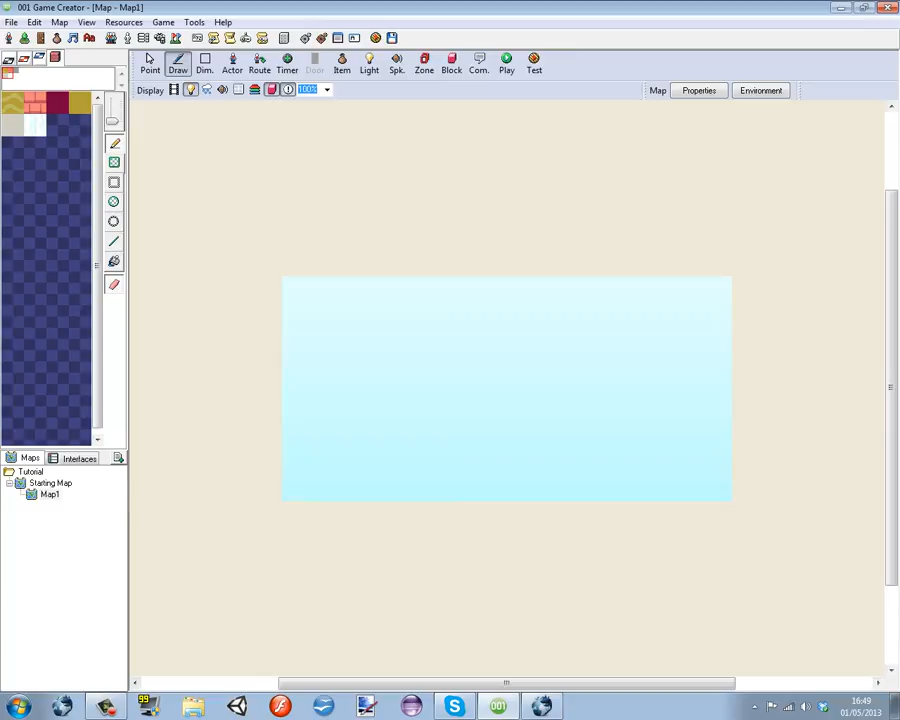 001 Game Creator - [Map - Map1]
File Edit Map View Resources Game Tools Help
Point Draw Dim. Actor Route Timer Door Item Light Spk. Zone Block Com. Play Test
Display 100% Map Properties Environment
Maps Interfaces
Tutorial
Starting Map
Map1
16:49
01/05/2013